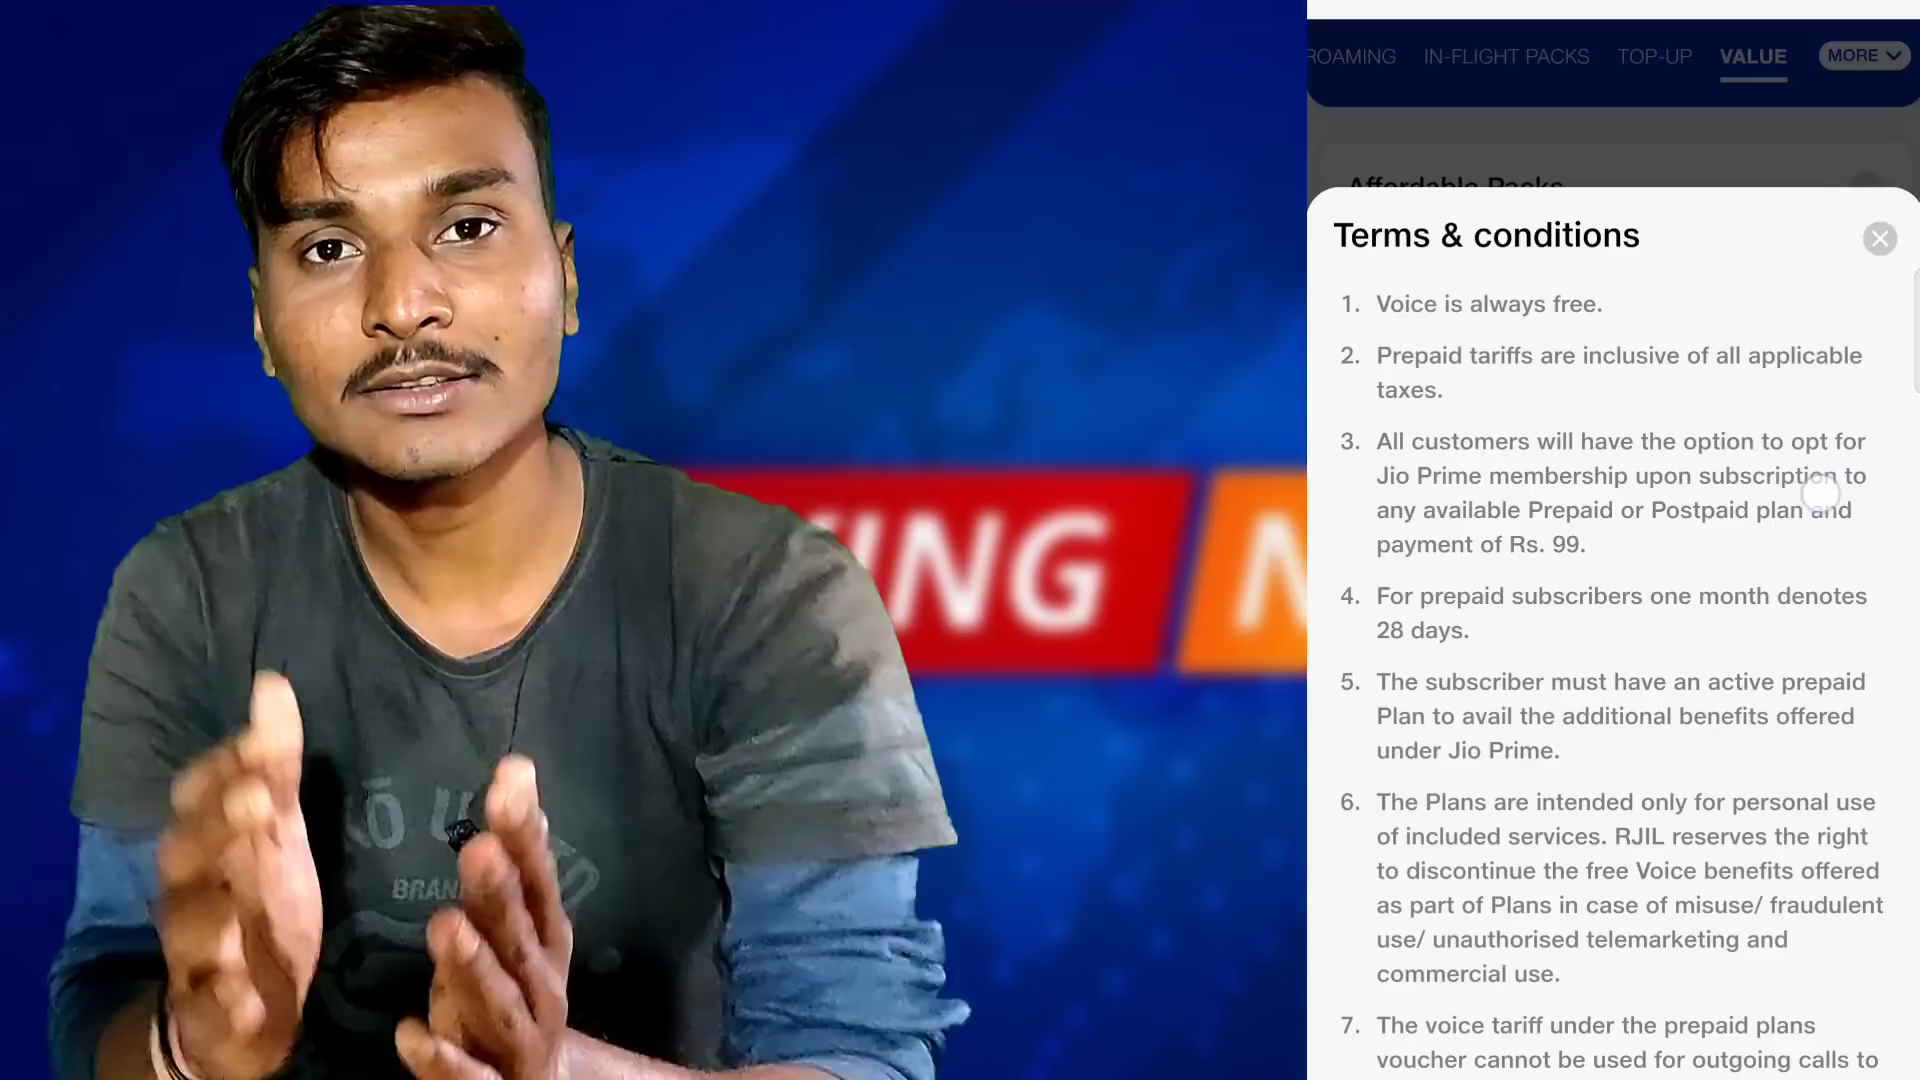 ROAMING IN-FLIGHT PACKS TOP-UP VALUE MORE
Affordable Packs
Terms & conditions
1. Voice is always free.
2. Prepaid tariffs are inclusive of all applicable
taxes.
3. All customers will have the option to opt for
Jio Prime membership upon subscription to
any available Prepaid or Postpaid plan and
payment of Rs. 99.
4. For prepaid subscribers one month denotes
28 days.
5. The subscriber must have an active prepaid
Plan to avail the additional benefits offered
under Jio Prime.
6. The Plans are intended only for personal use
of included services. RJIL reserves the right
to discontinue the free Voice benefits offered
as part of Plans in case of misuse/ fraudulent
use/ unauthorised telemarketing and
commercial use.
7. The voice tariff under the prepaid plans
voucher cannot be used for outgoing calls to
KING N
BRAN